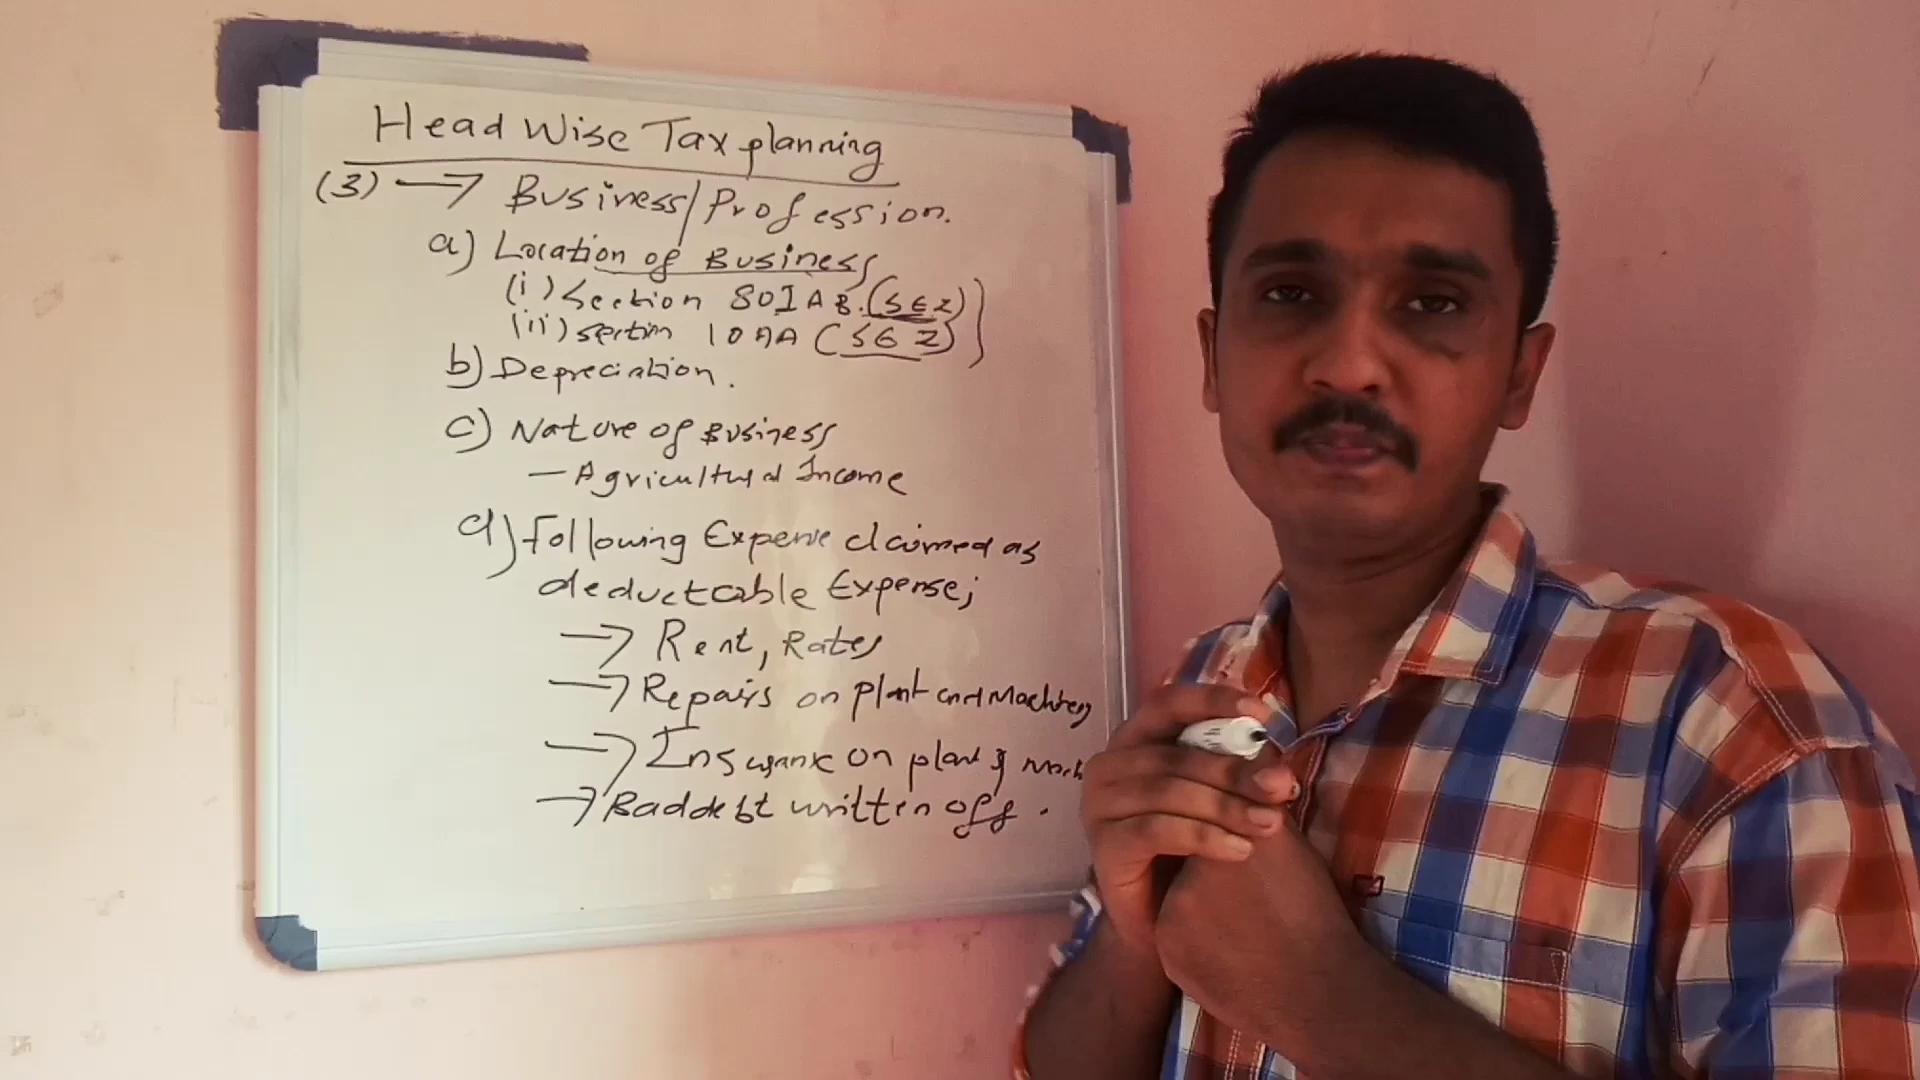 Head Wise Tax planning
(3) → Business/Profession.
a) Location of Business
(i) Section 80IAB. (SEZ)
(ii) Section 10AA (SEZ)
b) Depreciation.
c) Nature of Business
— Agricultural Income
d) Following Expense claimed as
deductable Expense;
→ Rent, Rates
→ Repairs on plant and Machinery
→ Insurance on plant & Mach
→ Baddebt written off.